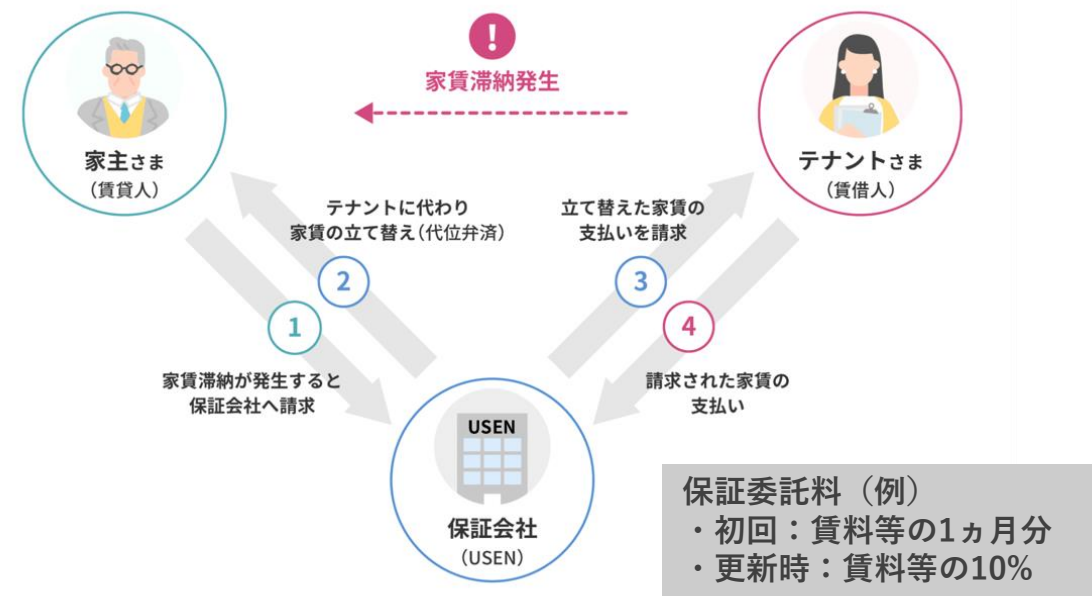 !
家賃滞納発生
家主さま
（賃貸人）
テナントさま
（賃借人）
テナントに代わり
家賃の立て替え（代位弁済）
2
立て替えた家賃の
支払いを請求
3
1
家賃滞納が発生すると
保証会社へ請求
4
請求された家賃の
支払い
USEN
保証会社
（USEN）
保証委託料（例）
・初回：賃料等の1ヵ月分
・更新時：賃料等の10%